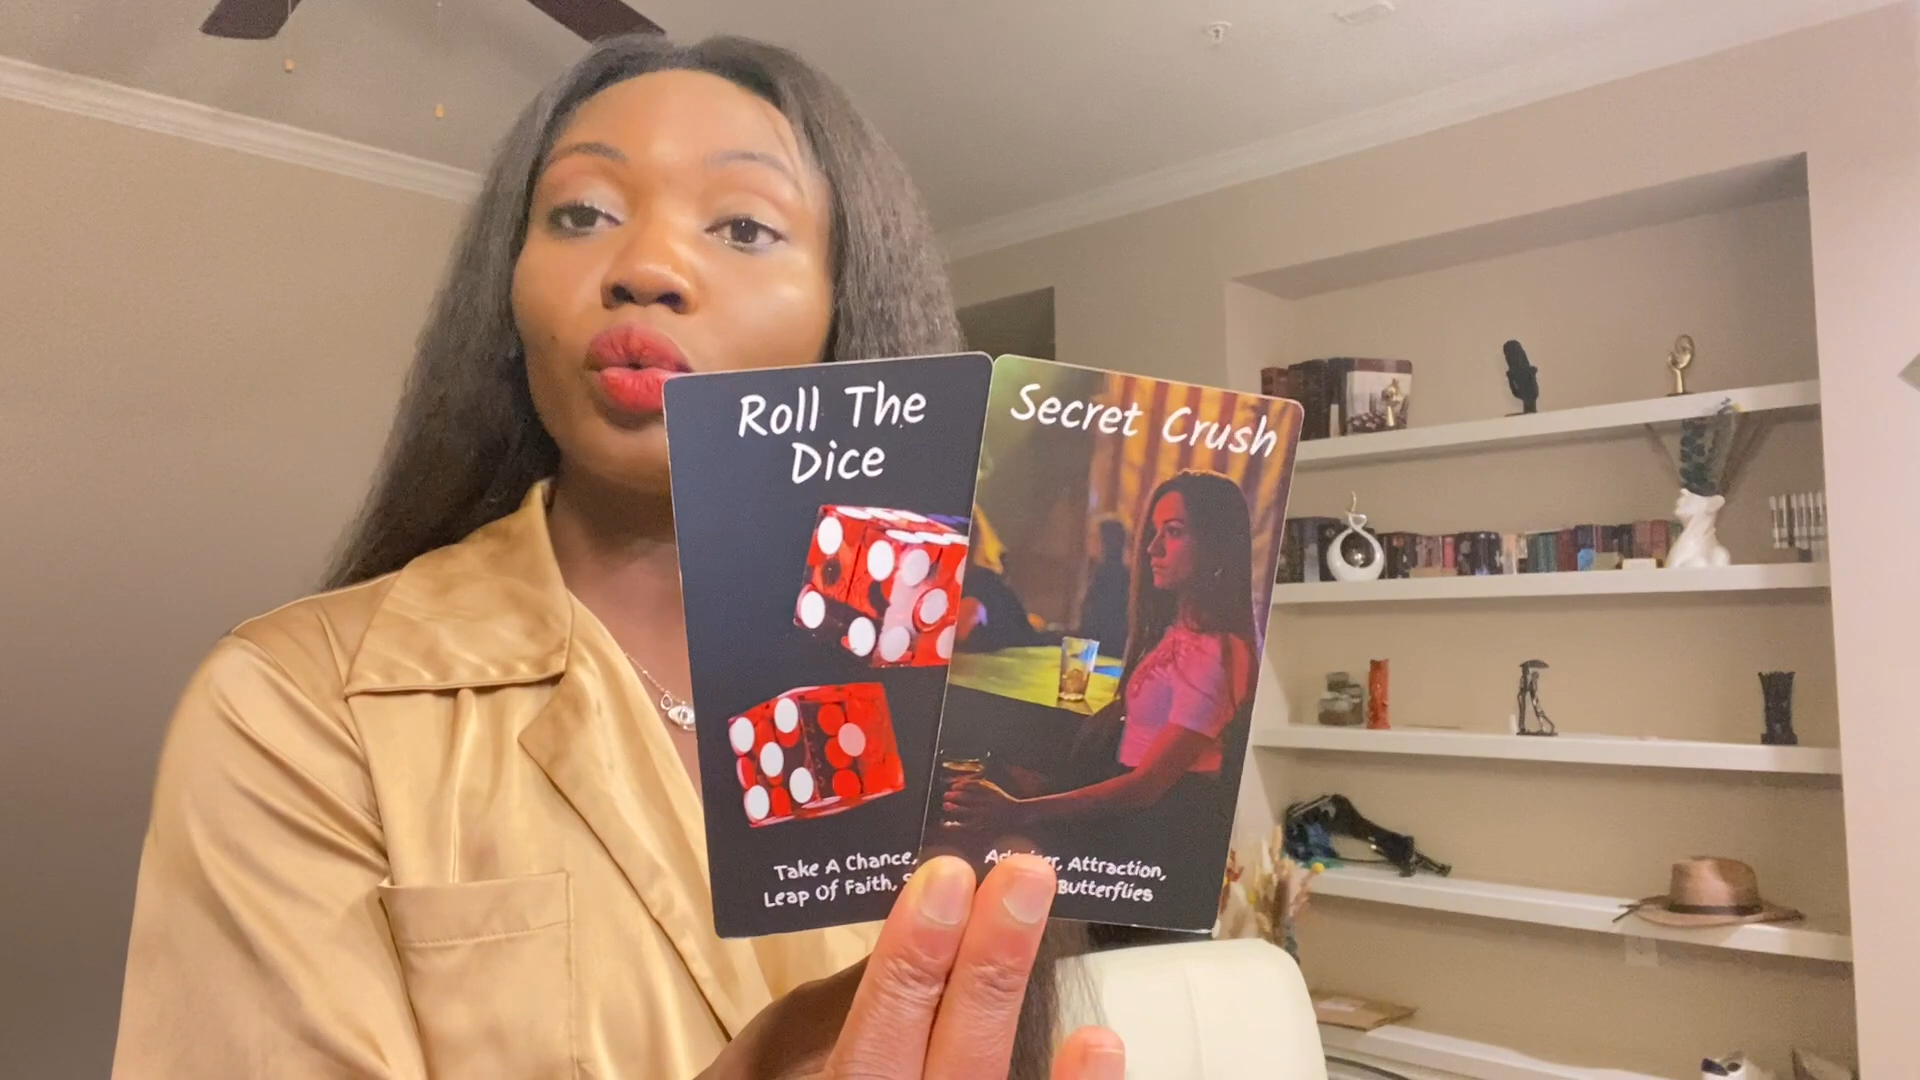 Roll The
Dice
Take A Chance,
Leap Of Faith,
Secret Crush
Attraction,
Butterflies